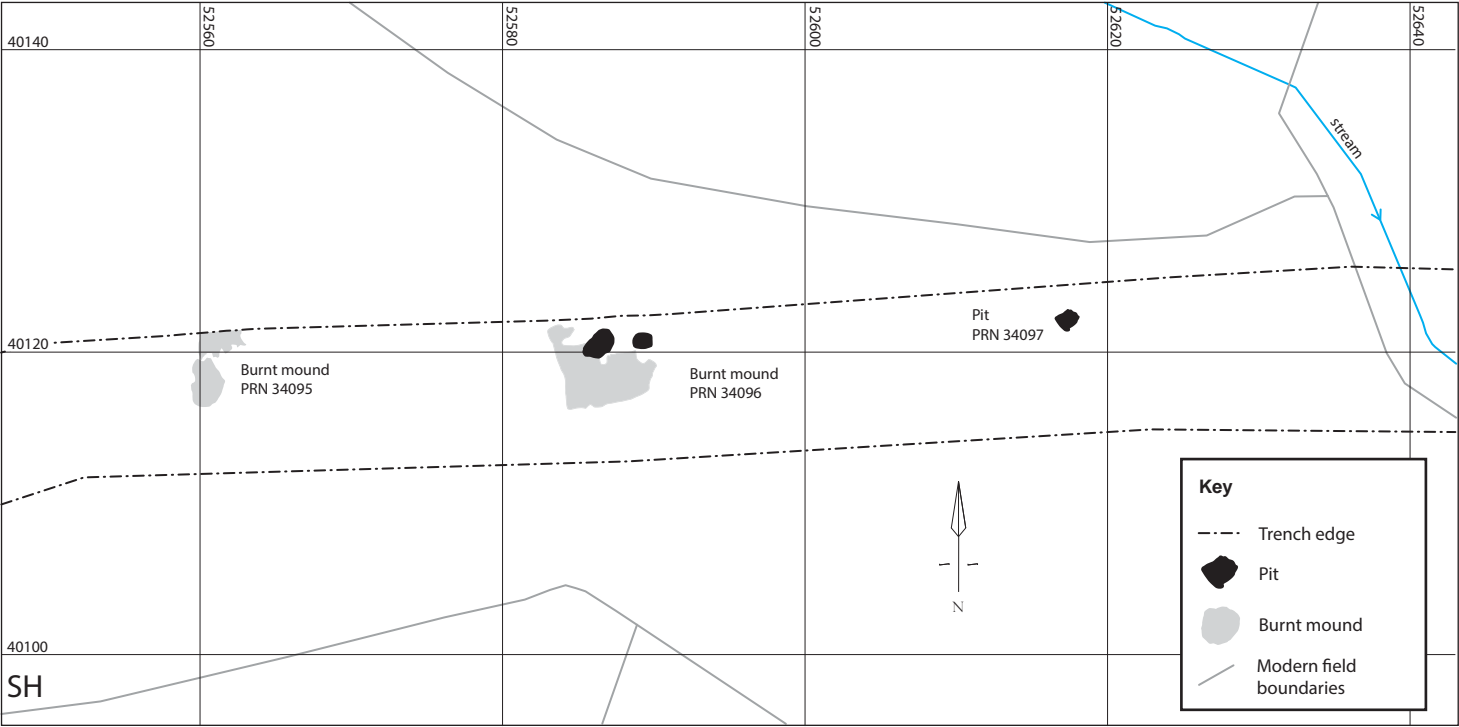 52560
52580
52600
52620
52640
40140
stream
Pit
PRN 34097
40120
Burnt mound
PRN 34095
Burnt mound
PRN 34096
Key
Trench edge
Pit
Burnt mound
Modern field
boundaries
N
40100
SH